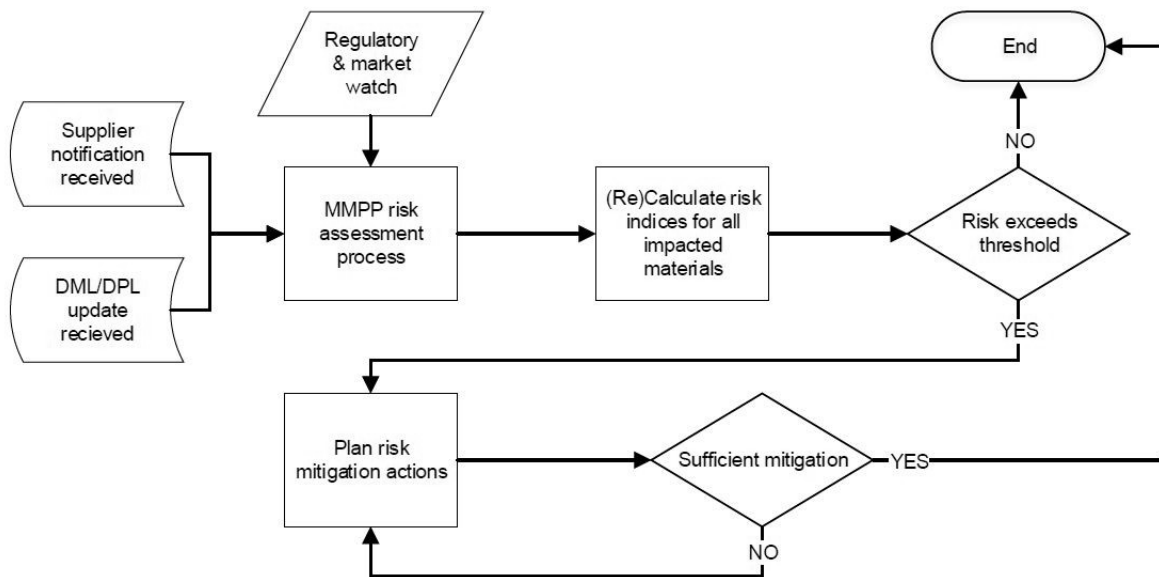 Regulatory
& market
watch
End
Supplier
notification
received
NO
MMPP risk
assessment
process
(Re)Calculate risk
indices for all
impacted
materials
Risk exceeds
threshold
DML/DPL
update
recieved
YES
Plan risk
mitigation actions
Sufficient mitigation
YES
NO